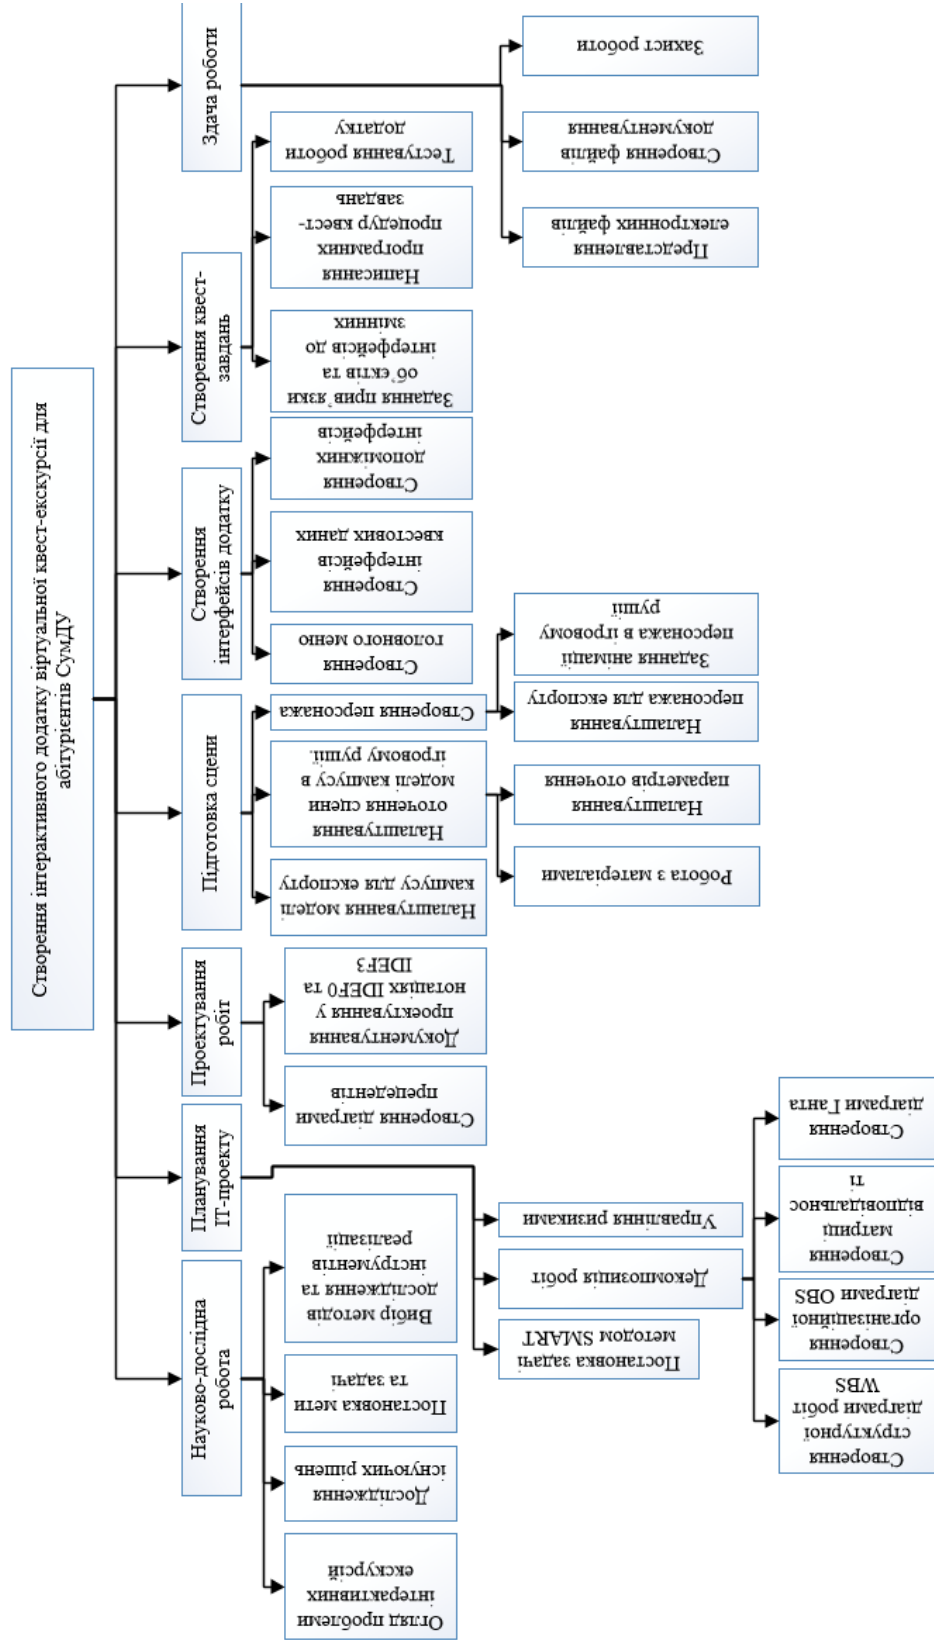 Створення інтерактивного додатку віртуальної квест-екскурсії для
абітурієнтів СумДУ
Науково-дослідна
робота
Огляд проблеми
інтерактивних
екскурсій
Дослідження
існуючих рішень
Постановка мети
та задачі
Вибір методів
дослідження та
інструментів
реалізації
Планування
ІТ-проекту
Постановка задачі
методом SMART
Декомпозиція робіт
Створення
структурної
діаграми робіт
WBS
Створення
організаційної
діаграми OBS
Створення
матриці
відповідальнос
ті
Створення
діаграми Ганта
Управління ризиками
Проектування
робіт
Створення діаграми
прецедентів
Документування
проектування у
нотаціях IDEF0 та
IDEF3
Підготовка сцени
Налаштування моделі
кампусу для експорту
Налаштування
оточення сцени
моделі кампусу в
ігровому рушії.
Робота з матеріалами
Налаштування
параметрів оточення
Створення персонажа
Налаштування
персонажа для експорту
Задання анімації
персонажа в ігровому
рушії
Створення
інтерфейсів додатку
Створення
головного меню
Створення
інтерфейсів
квестових даних
Створення
допоміжних
інтерфейсів
Створення квест-
завдань
Задання прив'язки
об'єктів та
інтерфейсів до
змінних
Написання
програмних
процедур квест-
завдань
Тестування роботи
додатку
Здача роботи
Представлення
електронних файлів
Створення файлів
документування
Захист роботи